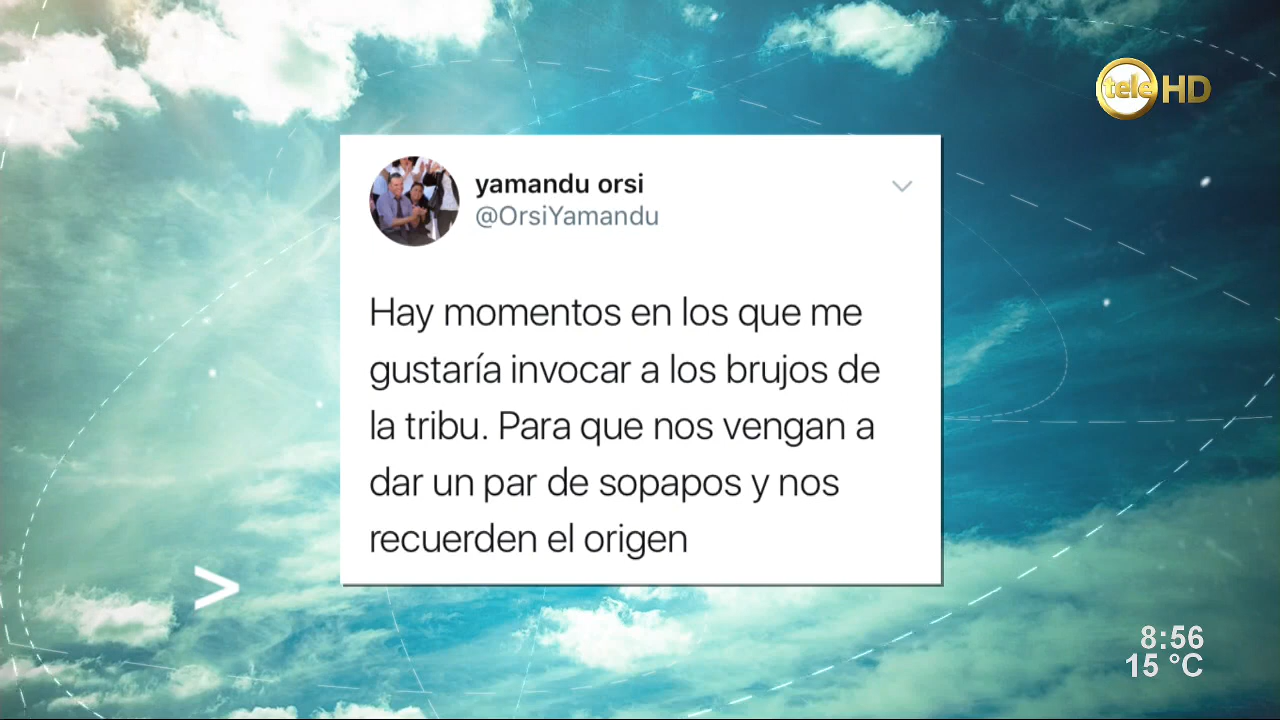 tele HD
yamandu orsi
@OrsiYamandu
Hay momentos en los que me
gustaría invocar a los brujos de
la tribu. Para que nos vengan a
dar un par de sopapos y nos
recuerden el origen
>
8:56
15 °C